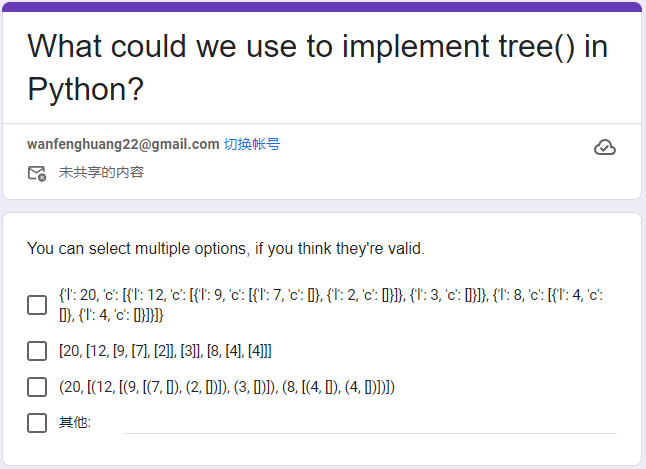 What could we use to implement tree() in
Python?
wanfenghuang22@gmail.com 切换帐号
未共享的内容
You can select multiple options, if you think they're valid.
{'l': 20, 'c': [{'l': 12, 'c': [{'l': 9, 'c': [{'l': 7, 'c': []}, {'l': 2, 'c': []}]}, {'l': 3, 'c': []}]}, {'l': 8, 'c': [{'l': 4, 'c':
[]}, {'l': 4, 'c': []}]}]}
[20, [12, [9, [7], [2]], [3]], [8, [4], [4]]]
(20, [(12, [(9, [(7, []), (2, [])]), (3, [])]), (8, [(4, []), (4, [])])])
其他: